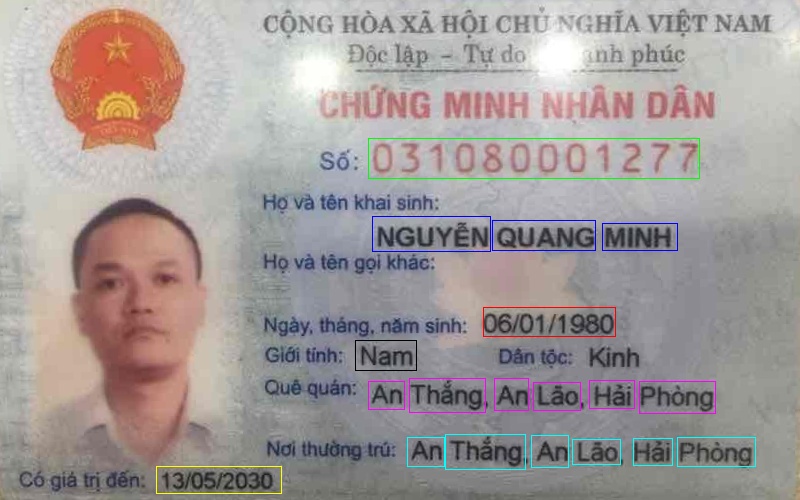 CỘNG HÒA XÃ HỘI CHỦ NGHĨA VIỆT NAM
Độc lập - Tự do phúc
CHỨNG MINH NHÂN DÂN
Số: 031080001277
Họ và tên khai sinh:
NGUYỄN QUANG MINH
Họ và tên gọi khác:
Ngày, tháng, năm sinh: 06/01/1980
Giới tính: Nam Dân tộc: Kinh
Quê quán: An Thắng, An Lão, Hải Phòng
Nơi thường trú: An Thắng, An Lão, Hải Phòng
Có giá trị đến: 13/05/2030